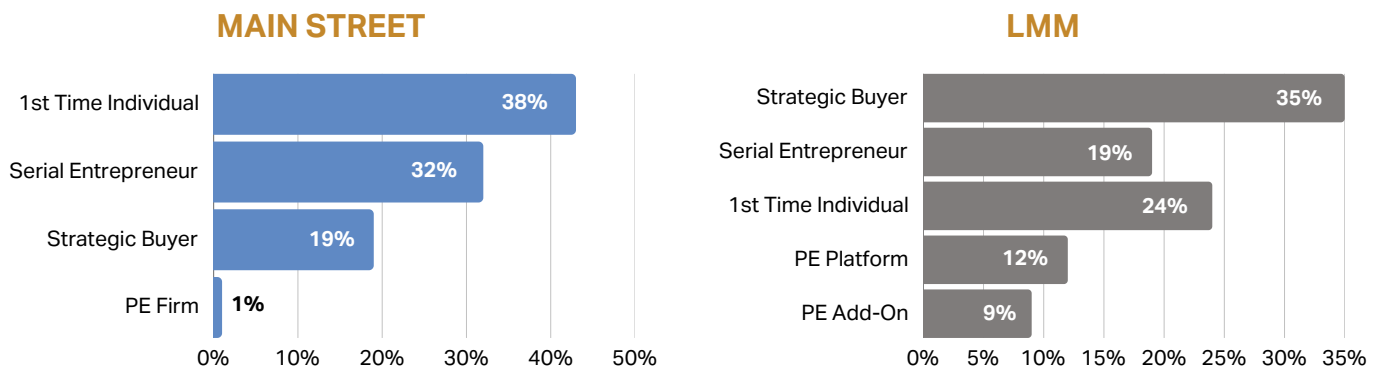 MAIN STREET
1st Time Individual 38%
Serial Entrepreneur 32%
Strategic Buyer 19%
PE Firm 1%
0% 10% 20% 30% 40% 50%
LMM
Strategic Buyer 35%
Serial Entrepreneur 19%
1st Time Individual 24%
PE Platform 12%
PE Add-On 9%
0% 5% 10% 15% 20% 25% 30% 35%